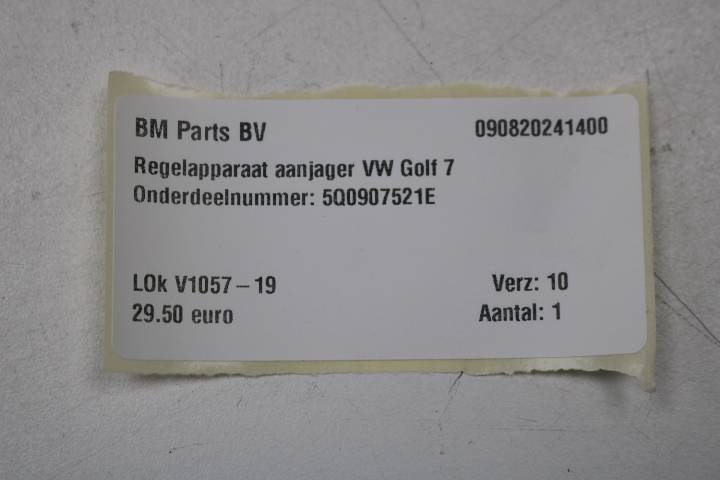 BM Parts BV 090820241400
Regelapparaat aanjager VW Golf 7
Onderdeelnummer: 5Q0907521E
LOk V1057-19 Verz: 10
29.50 euro Aantal: 1